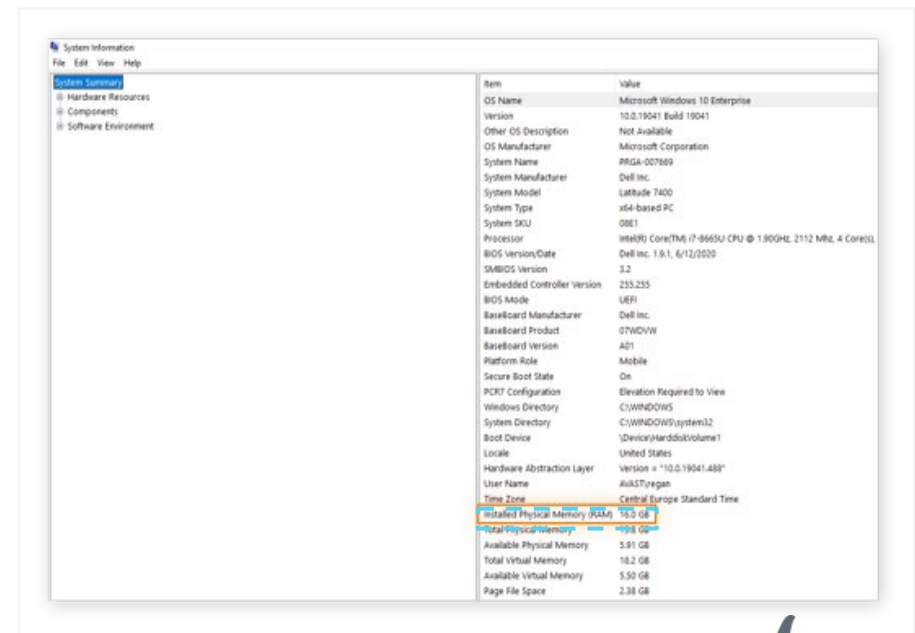 System Information
File Edit View Help
System Summary
Hardware Resources
Components
Software Environment
Item Value
OS Name Microsoft Windows 10 Enterprise
Version 10.0.19041 Build 19041
Other OS Description Not Available
OS Manufacturer Microsoft Corporation
System Name PRGA-007669
System Manufacturer Dell Inc.
System Model Latitude 7400
System Type x64-based PC
System SKU 08E1
Processor Intel(R) Core(TM) i7-8665U CPU @ 1.90GHz, 2112 Mhz, 4 Core(s),
BIOS Version/Date Dell Inc. 1.9.1, 6/12/2020
SMBIOS Version 3.2
Embedded Controller Version 255.255
BIOS Mode UEFI
BaseBoard Manufacturer Dell Inc.
BaseBoard Product 07WDVW
BaseBoard Version A01
Platform Role Mobile
Secure Boot State On
PCR7 Configuration Elevation Required to View
Windows Directory C:\WINDOWS
System Directory C:\WINDOWS\system32
Boot Device \Device\HarddiskVolume1
Locale United States
Hardware Abstraction Layer Version = "10.0.19041.488"
User Name AVAST\regan
Time Zone Central Europe Standard Time
Installed Physical Memory (RAM) 16.0 GB
Total Physical Memory 15.8 GB
Available Physical Memory 5.91 GB
Total Virtual Memory 18.2 GB
Available Virtual Memory 5.50 GB
Page File Space 2.38 GB